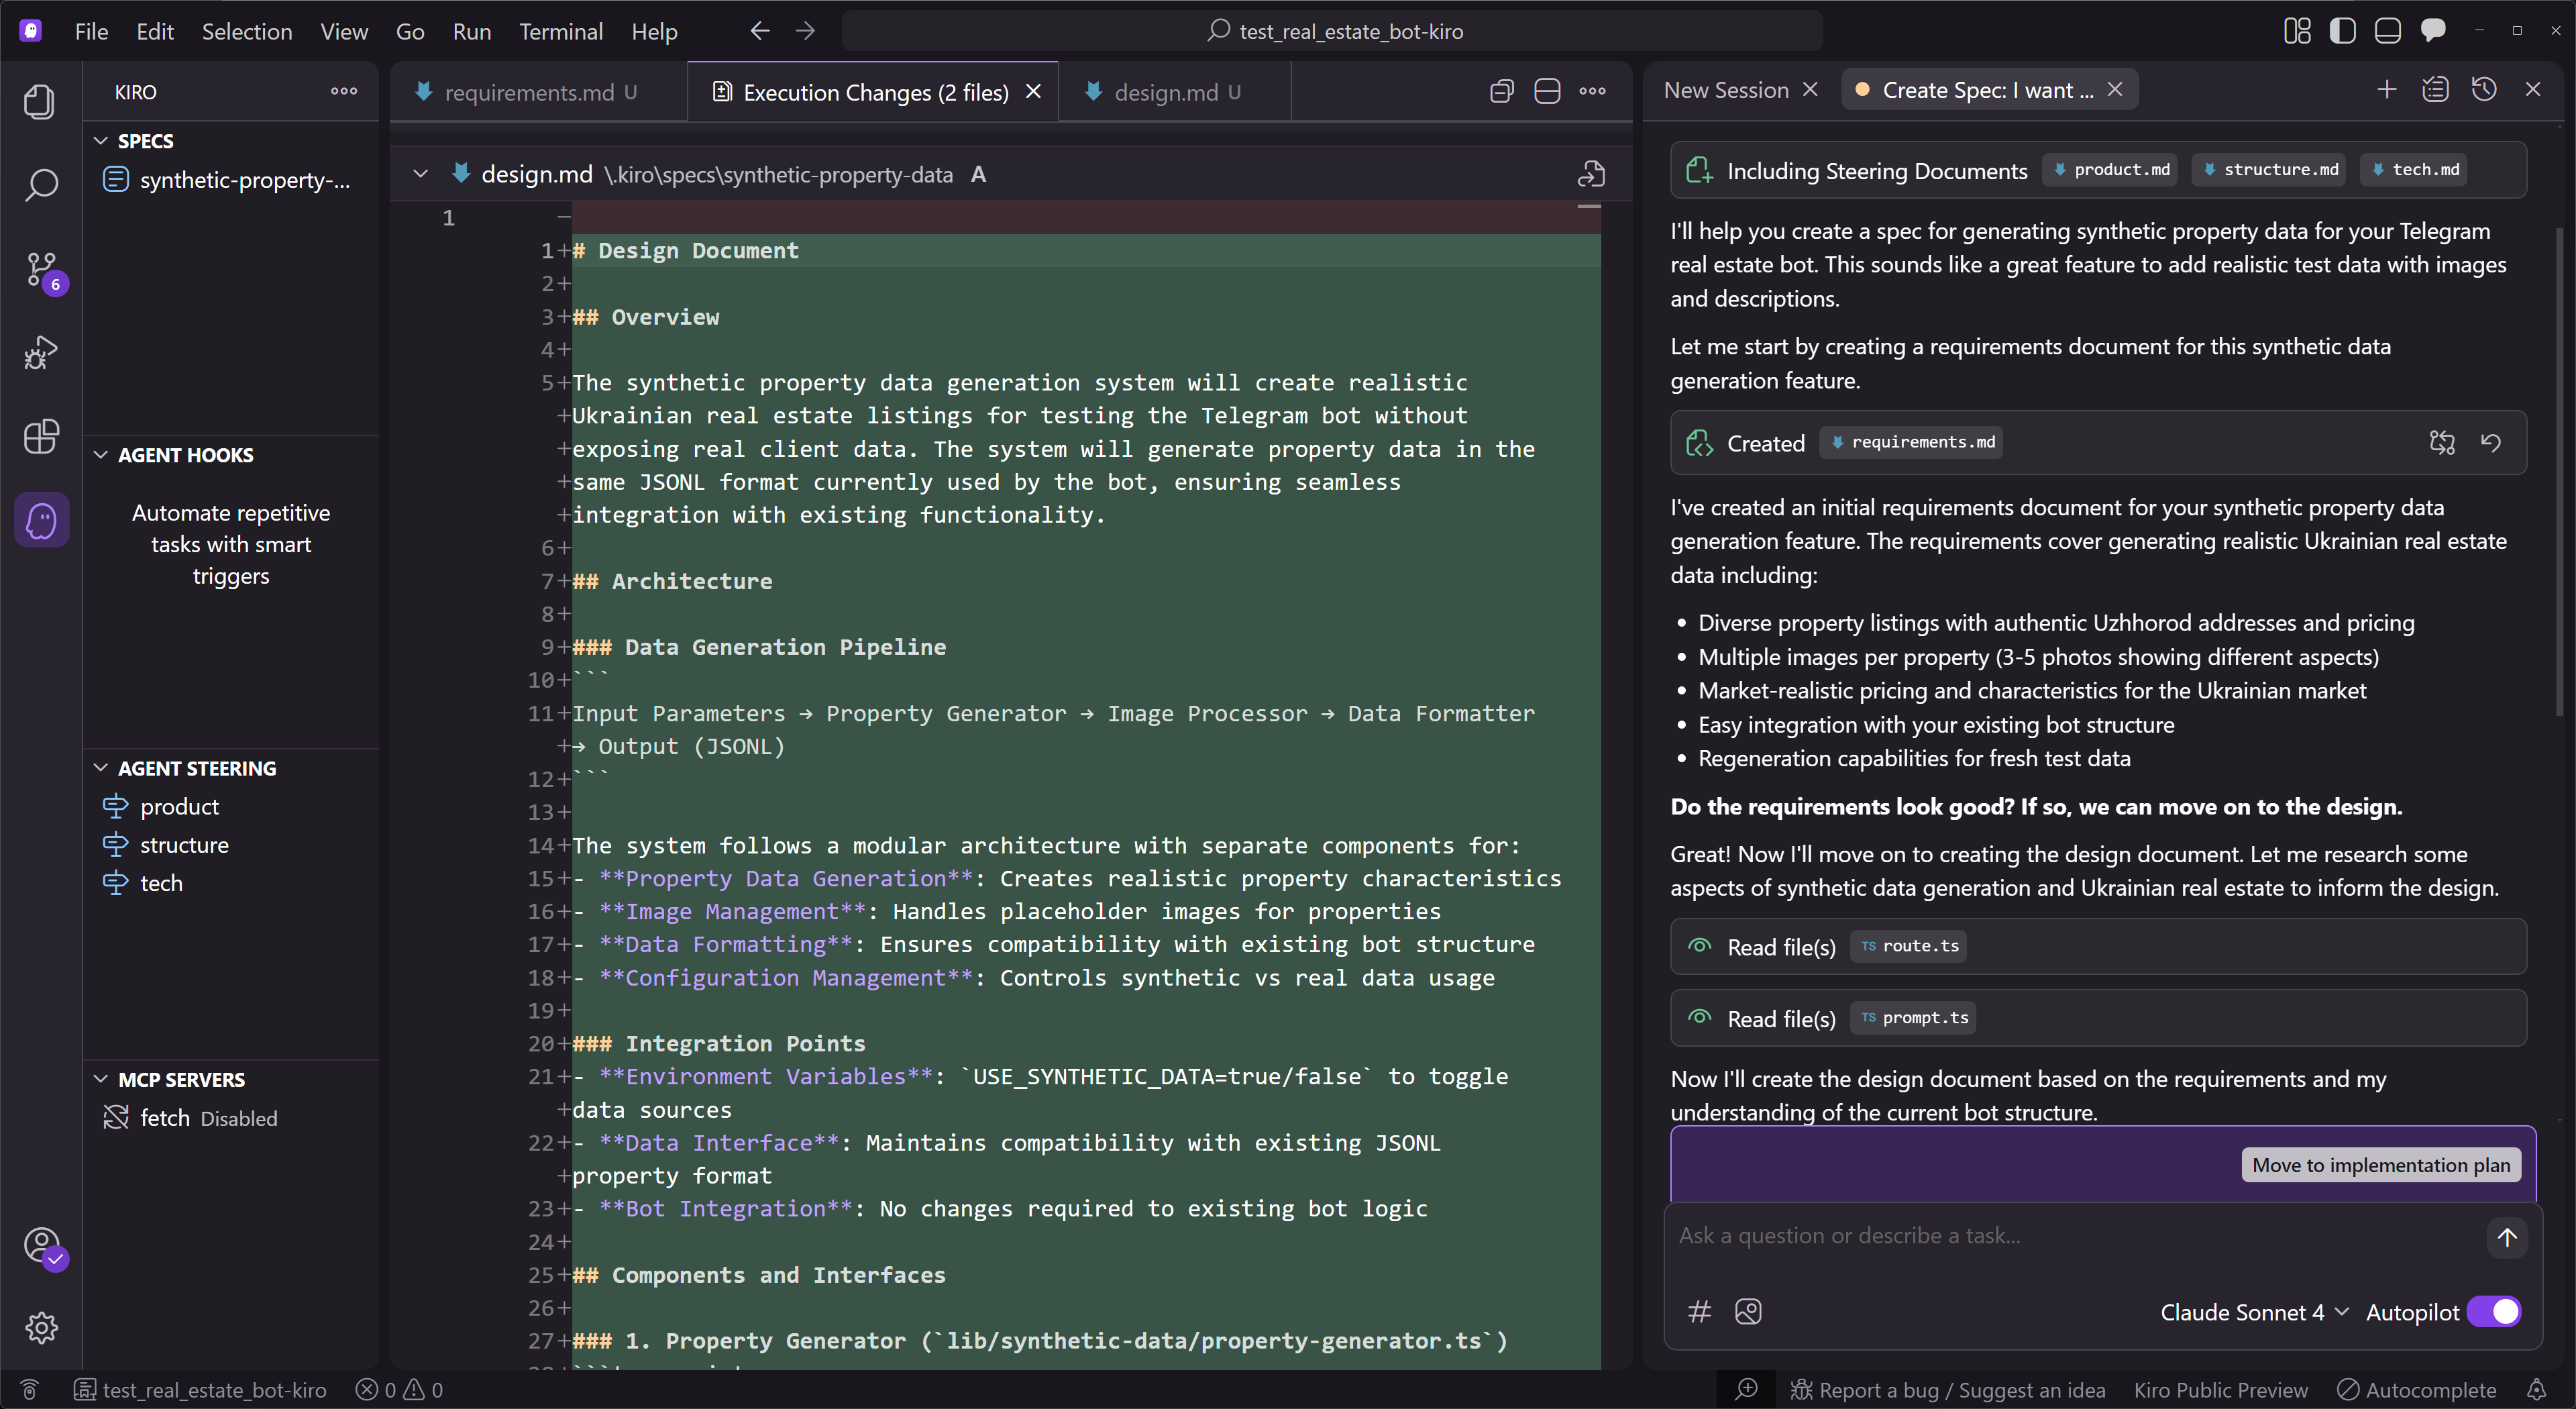 File Edit Selection View Go Run Terminal Help
test_real_estate_bot-kiro
KIRO
SPECS
synthetic-property-...
6
AGENT HOOKS
Automate repetitive
tasks with smart
triggers
AGENT STEERING
product
structure
tech
MCP SERVERS
fetch Disabled
requirements.md U
Execution Changes (2 files)
design.md U
design.md \.kiro\specs\synthetic-property-data A
1 −
1+# Design Document
2+
3+## Overview
4+
5+The synthetic property data generation system will create realistic
+Ukrainian real estate listings for testing the Telegram bot without
+exposing real client data. The system will generate property data in the
+same JSONL format currently used by the bot, ensuring seamless
+integration with existing functionality.
6+
7+## Architecture
8+
9+### Data Generation Pipeline
10+```
11+Input Parameters → Property Generator → Image Processor → Data Formatter
+→ Output (JSONL)
12+```
13+
14+The system follows a modular architecture with separate components for:
15+- **Property Data Generation**: Creates realistic property characteristics
16+- **Image Management**: Handles placeholder images for properties
17+- **Data Formatting**: Ensures compatibility with existing bot structure
18+- **Configuration Management**: Controls synthetic vs real data usage
19+
20+### Integration Points
21+- **Environment Variables**: `USE_SYNTHETIC_DATA=true/false` to toggle
+data sources
22+- **Data Interface**: Maintains compatibility with existing JSONL
+property format
23+- **Bot Integration**: No changes required to existing bot logic
24+
25+## Components and Interfaces
26+
27+### 1. Property Generator (`lib/synthetic-data/property-generator.ts`)
New Session
Create Spec: I want ...
Including Steering Documents product.md structure.md tech.md
I'll help you create a spec for generating synthetic property data for your Telegram
real estate bot. This sounds like a great feature to add realistic test data with images
and descriptions.
Let me start by creating a requirements document for this synthetic data
generation feature.
Created requirements.md
I've created an initial requirements document for your synthetic property data
generation feature. The requirements cover generating realistic Ukrainian real estate
data including:
• Diverse property listings with authentic Uzhhorod addresses and pricing
• Multiple images per property (3-5 photos showing different aspects)
• Market-realistic pricing and characteristics for the Ukrainian market
• Easy integration with your existing bot structure
• Regeneration capabilities for fresh test data
Do the requirements look good? If so, we can move on to the design.
Great! Now I'll move on to creating the design document. Let me research some
aspects of synthetic data generation and Ukrainian real estate to inform the design.
Read file(s) TS route.ts
Read file(s) TS prompt.ts
Now I'll create the design document based on the requirements and my
understanding of the current bot structure.
Move to implementation plan
Ask a question or describe a task...
Claude Sonnet 4 Autopilot
test_real_estate_bot-kiro 0 0
Report a bug / Suggest an idea Kiro Public Preview Autocomplete